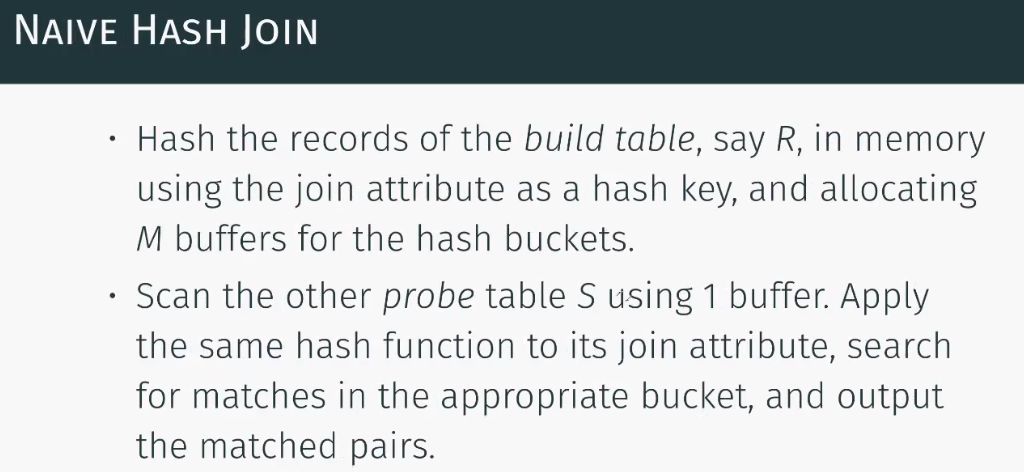 NAIVE HASH JOIN
• Hash the records of the build table, say R, in memory
using the join attribute as a hash key, and allocating
M buffers for the hash buckets.
• Scan the other probe table S using 1 buffer. Apply
the same hash function to its join attribute, search
for matches in the appropriate bucket, and output
the matched pairs.